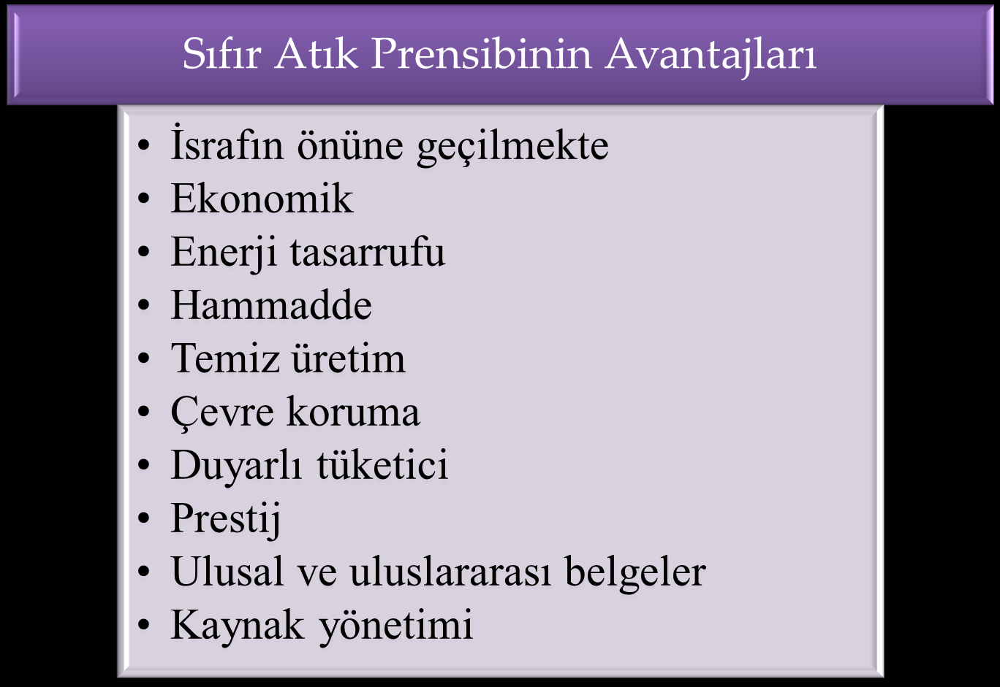 Sıfır Atık Prensibinin Avantajları
• İsrafın önüne geçilmekte
• Ekonomik
• Enerji tasarrufu
• Hammadde
• Temiz üretim
• Çevre koruma
• Duyarlı tüketici
• Prestij
• Ulusal ve uluslararası belgeler
• Kaynak yönetimi